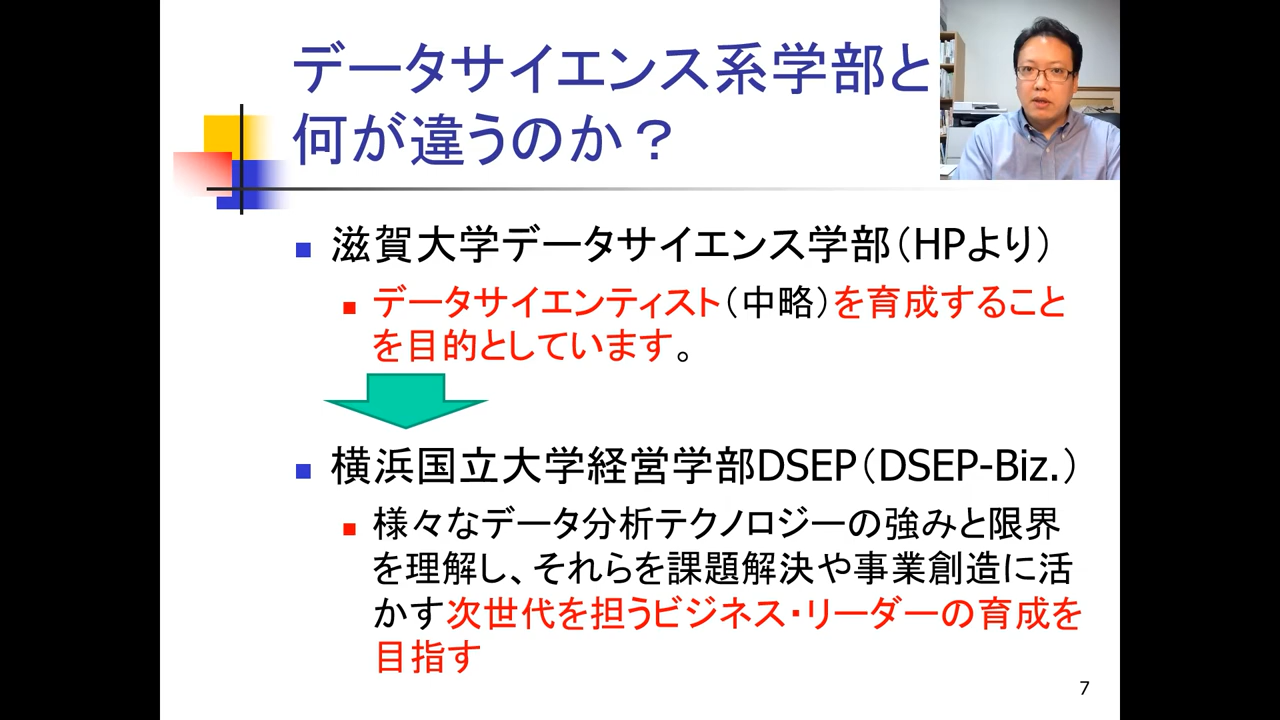 データサイエンス系学部と
何が違うのか？
滋賀大学データサイエンス学部（HPより）
データサイエンティスト（中略）を育成すること
を目的としています。
横浜国立大学経営学部DSEP（DSEP-Biz.）
様々なデータ分析テクノロジーの強みと限界
を理解し、それらを課題解決や事業創造に活
かす次世代を担うビジネス・リーダーの育成を
目指す
7